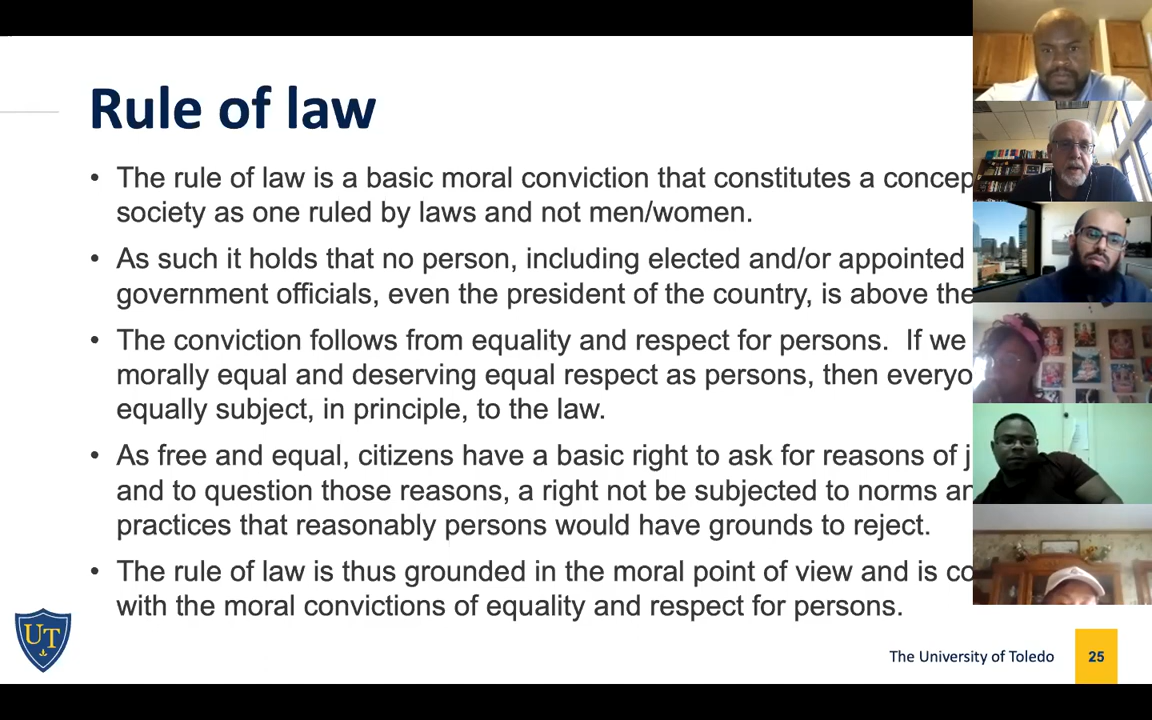 Rule of law
• The rule of law is a basic moral conviction that constitutes a concep
society as one ruled by laws and not men/women.
• As such it holds that no person, including elected and/or appointed
government officials, even the president of the country, is above the
• The conviction follows from equality and respect for persons.  If we
morally equal and deserving equal respect as persons, then everyo
equally subject, in principle, to the law.
• As free and equal, citizens have a basic right to ask for reasons of j
and to question those reasons, a right not be subjected to norms an
practices that reasonably persons would have grounds to reject.
• The rule of law is thus grounded in the moral point of view and is co
with the moral convictions of equality and respect for persons.
UT
The University of Toledo
25